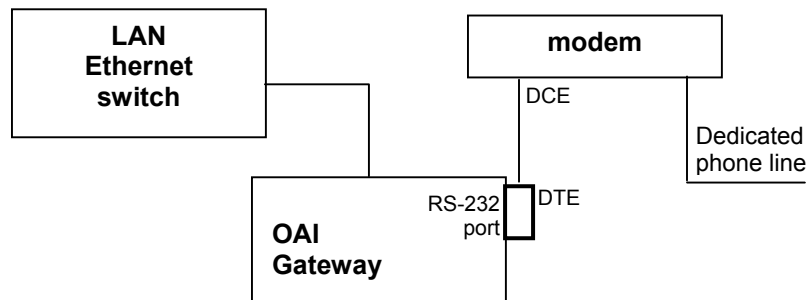 LAN
Ethernet
switch
modem
DCE
Dedicated
phone line
RS-232
port
DTE
OAI
Gateway